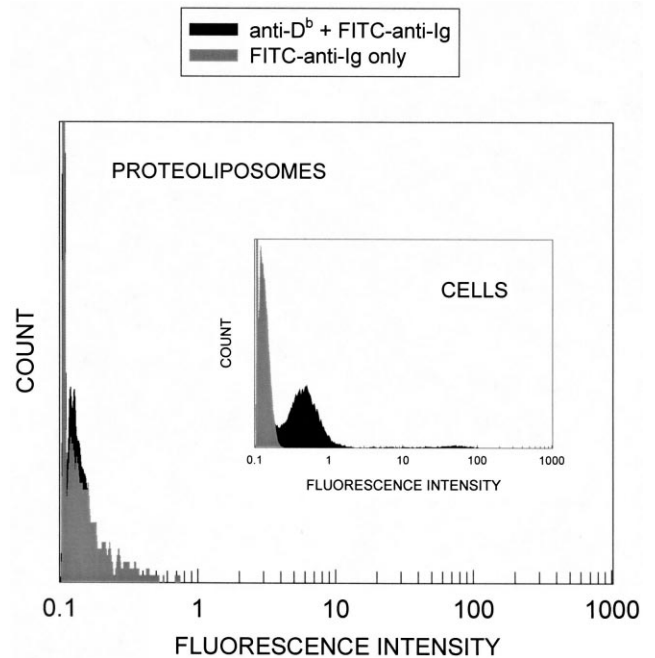 anti-Dᵇ + FITC-anti-Ig
FITC-anti-Ig only
PROTEOLIPOSOMES
CELLS
COUNT
0.1 1 10 100 1000
FLUORESCENCE INTENSITY
COUNT
0.1 1 10 100 1000
FLUORESCENCE INTENSITY